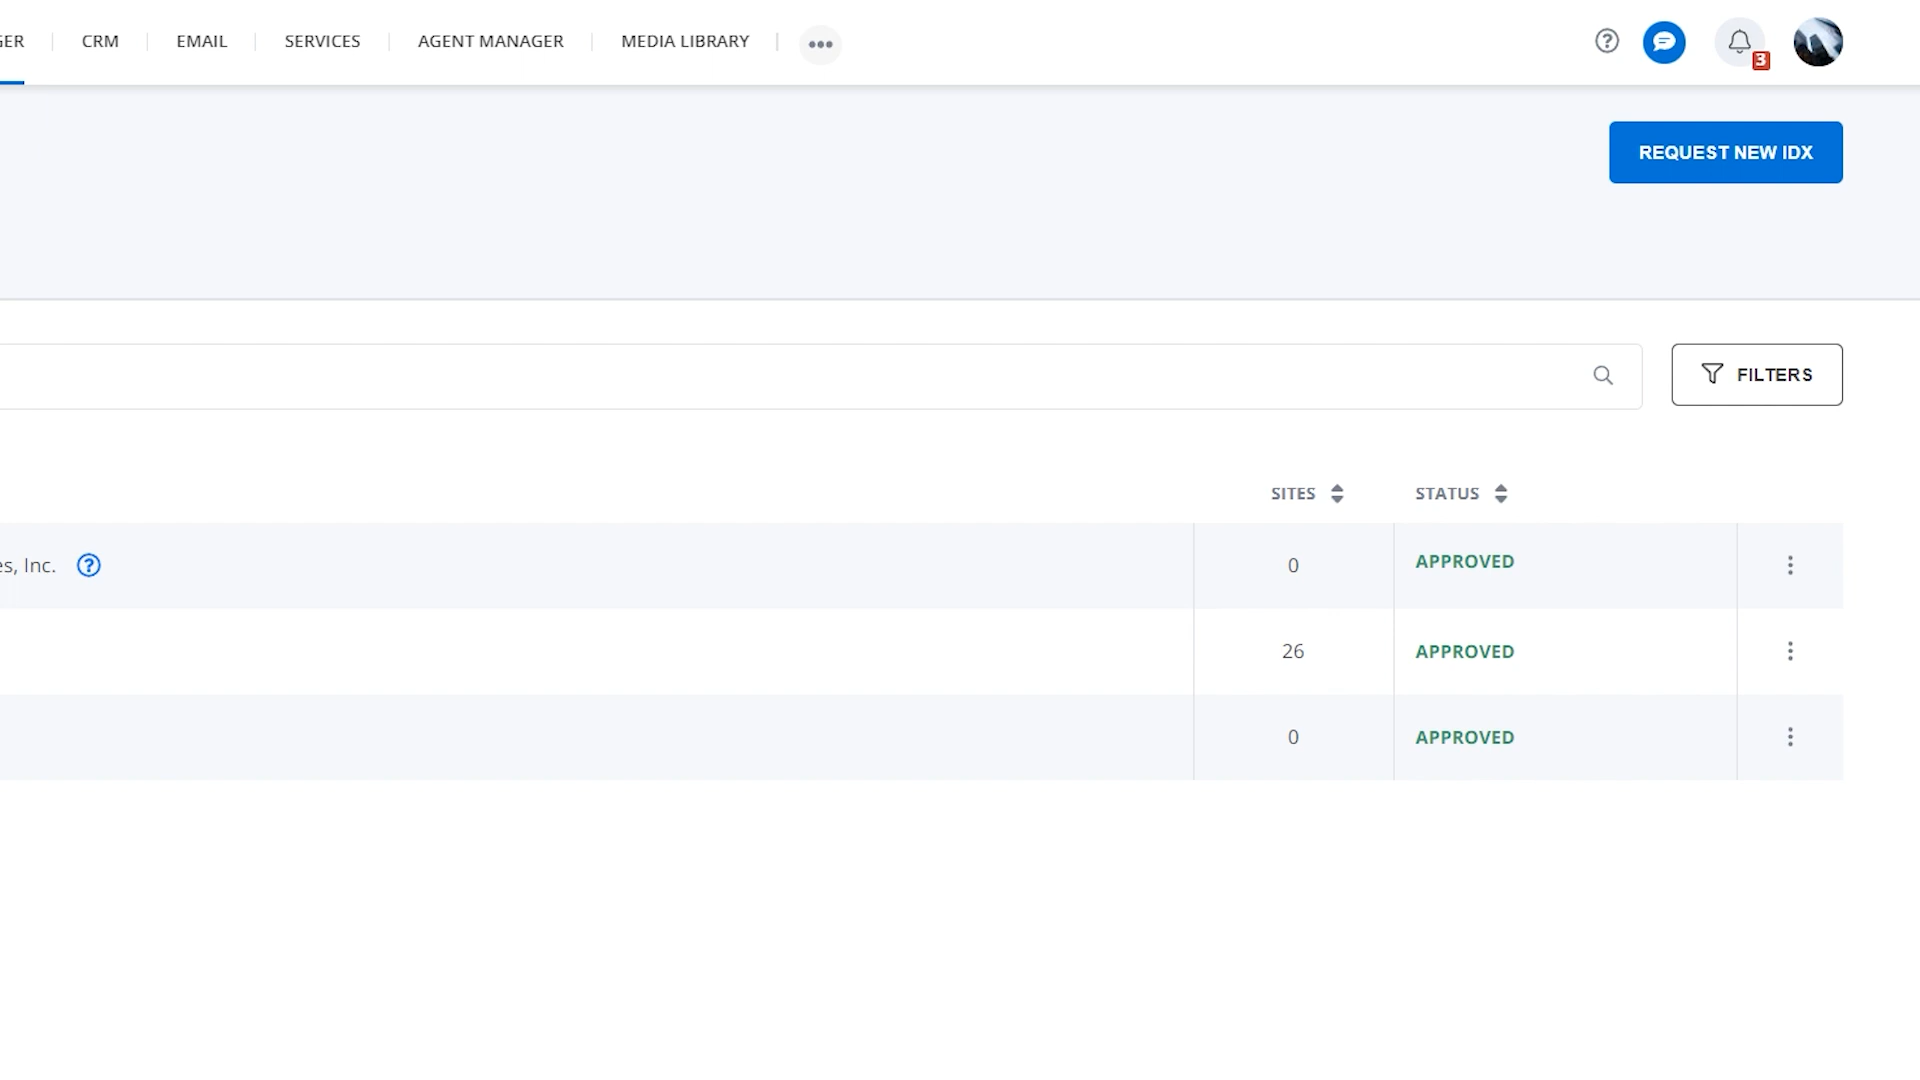 GER CRM EMAIL SERVICES AGENT MANAGER MEDIA LIBRARY
3
REQUEST NEW IDX
FILTERS
SITES STATUS
es, Inc. 0 APPROVED
26 APPROVED
0 APPROVED